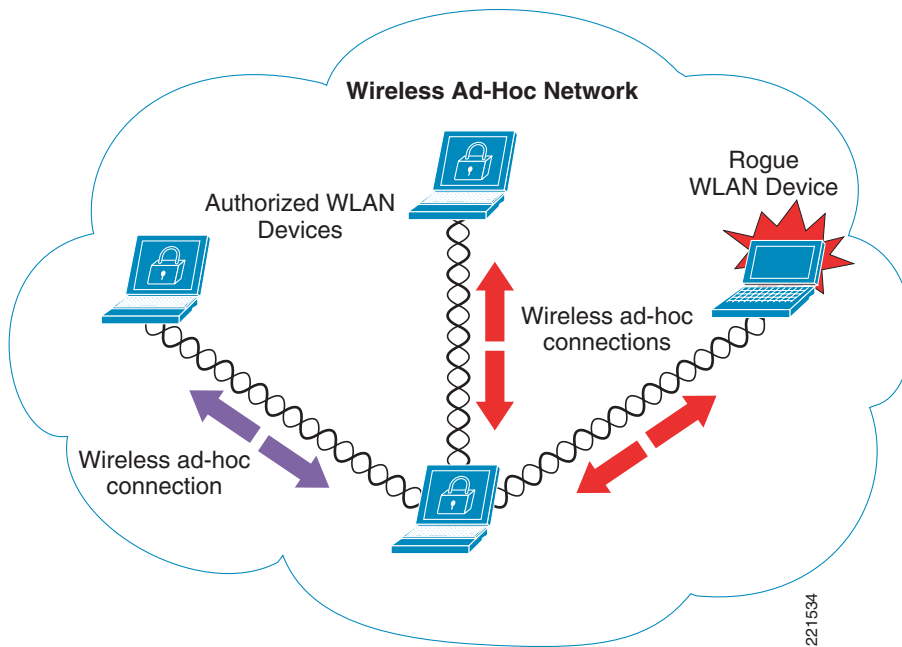 Wireless Ad-Hoc Network
Rogue
WLAN Device
Authorized WLAN
Devices
Wireless ad-hoc
connections
Wireless ad-hoc
connection
221534